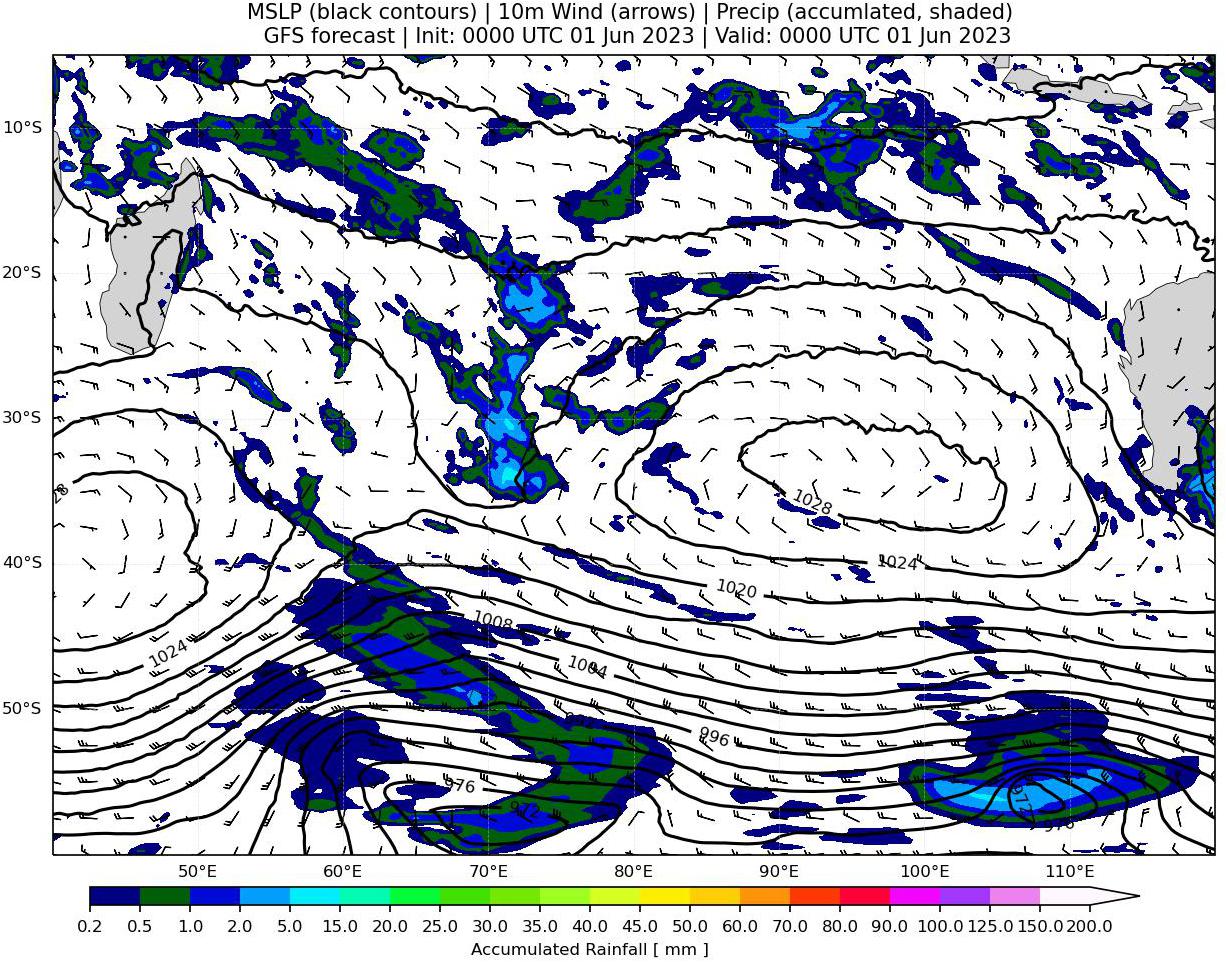 MSLP (black contours) | 10m Wind (arrows) | Precip (accumlated, shaded)
GFS forecast | Init: 0000 UTC 01 Jun 2023 | Valid: 0000 UTC 01 Jun 2023
10°S
20°S
30°S
28
1028
40°S
1024
1020
1008
1024
1004
50°S
996
976
972
972
976
50°E 60°E 70°E 80°E 90°E 100°E 110°E
0.2 0.5 1.0 2.0 5.0 10.0 15.0 20.0 25.0 30.0 35.0 40.0 45.0 50.0 60.0 70.0 80.0 90.0 100.0 125.0 150.0 200.0
Accumulated Rainfall [ mm ]